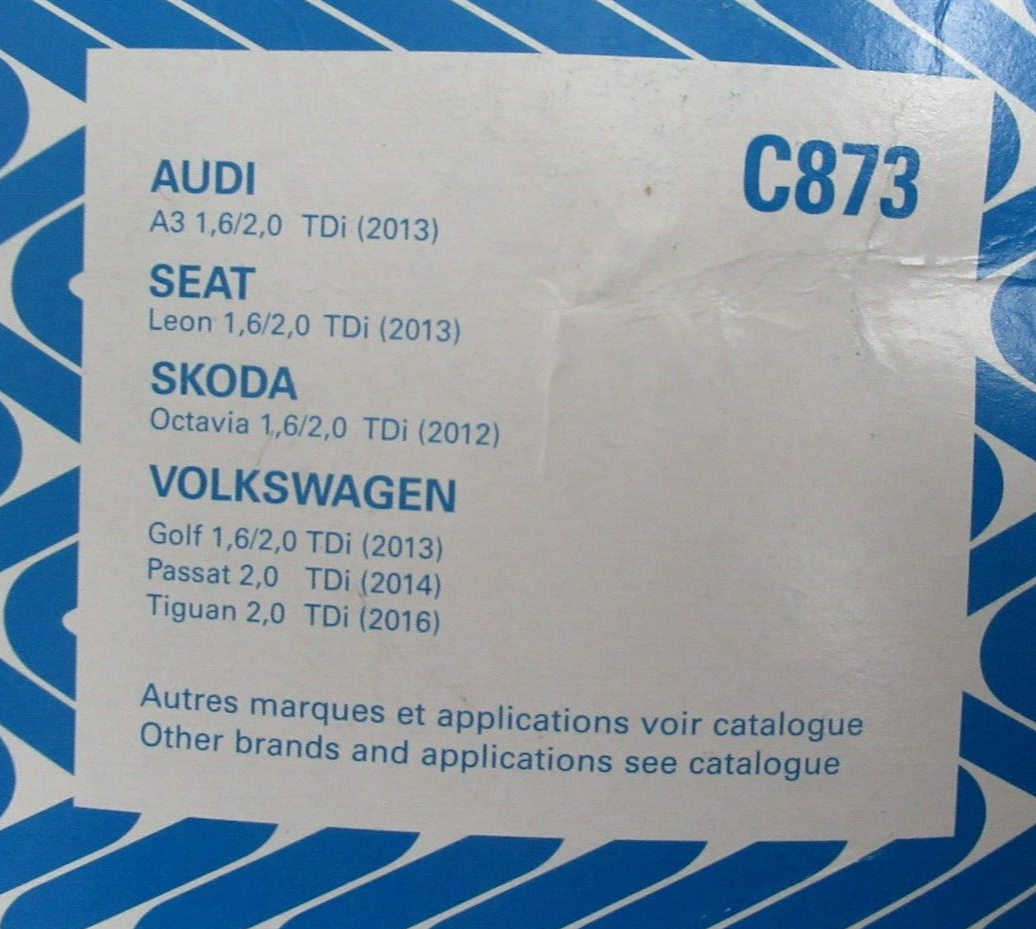 C873
AUDI
A3 1,6/2,0 TDi (2013)
SEAT
Leon 1,6/2,0 TDi (2013)
SKODA
Octavia 1,6/2,0 TDi (2012)
VOLKSWAGEN
Golf 1,6/2,0 TDi (2013)
Passat 2,0 TDi (2014)
Tiguan 2,0 TDi (2016)
Autres marques et applications voir catalogue
Other brands and applications see catalogue